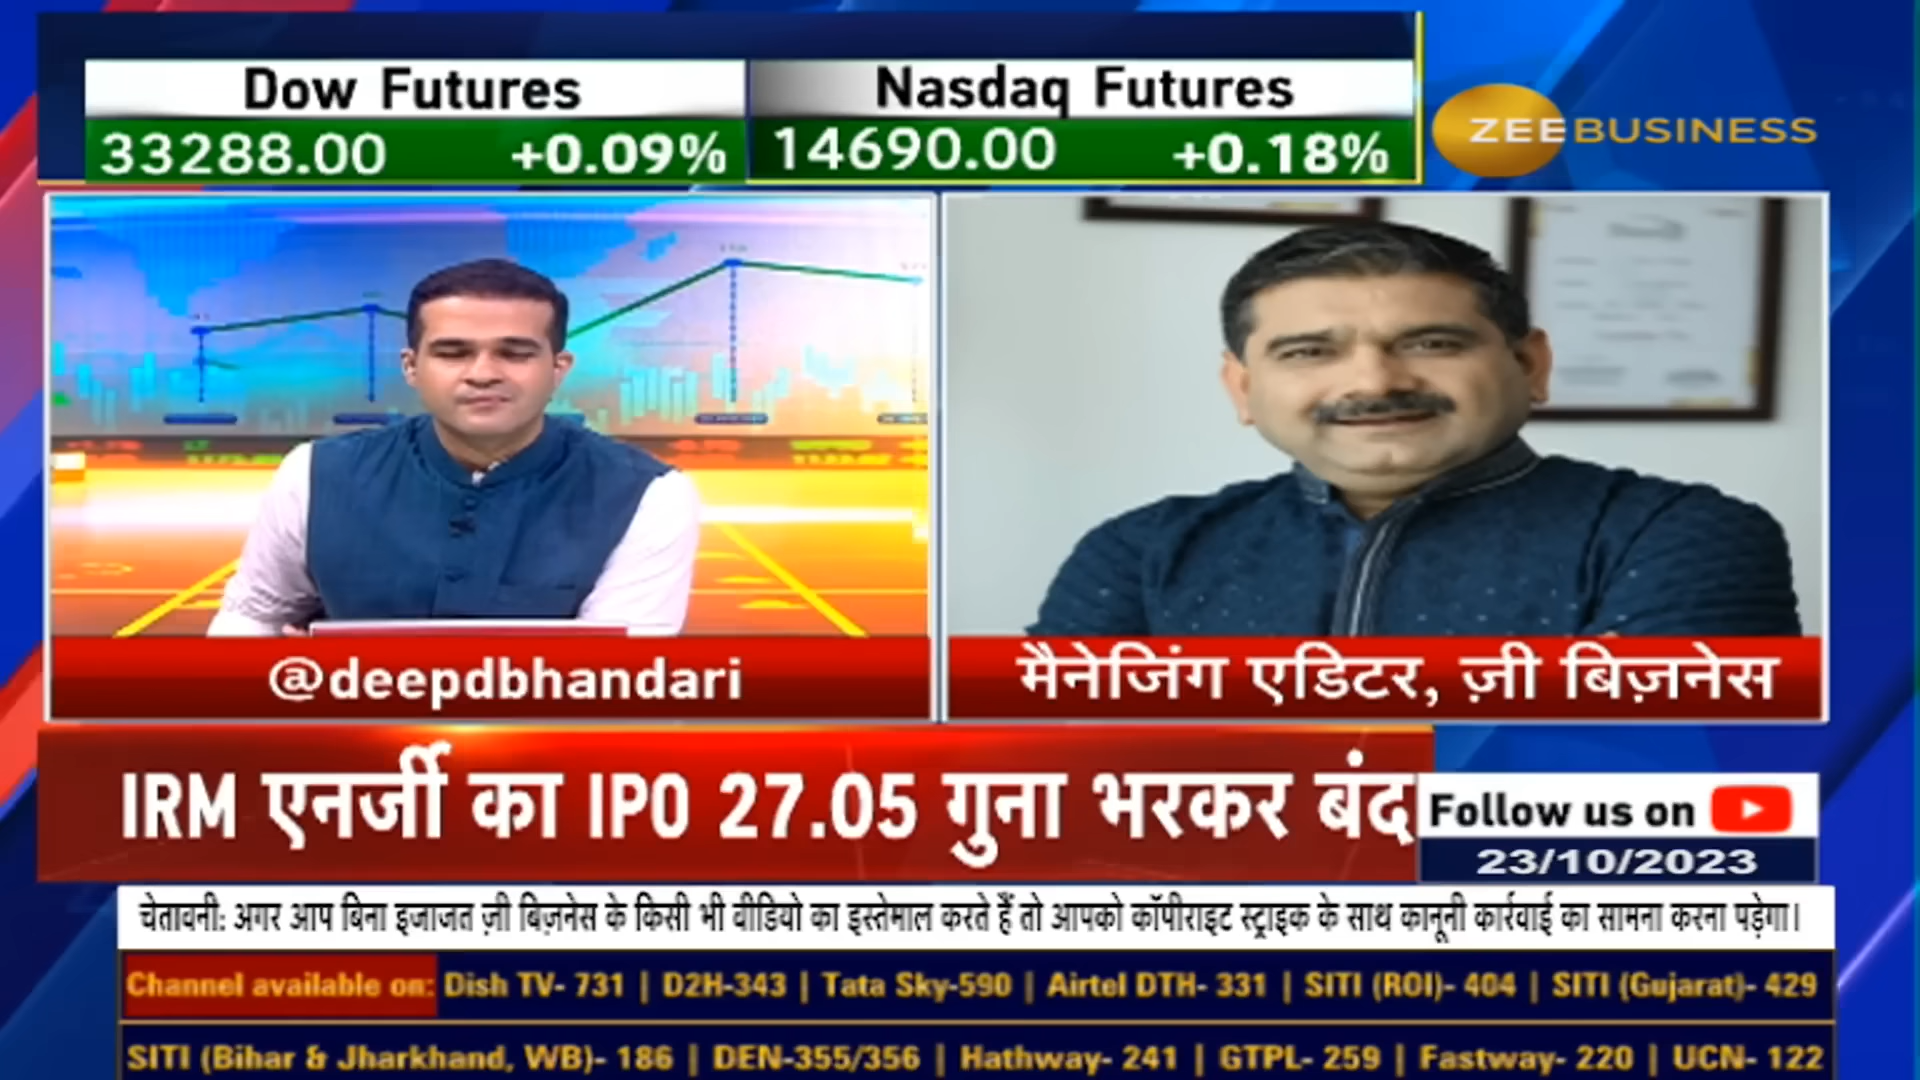 Dow Futures
Nasdaq Futures
33288.00 +0.09%
14690.00 +0.18%
ZEEBUSINESS
@deepdbhandari
मैनेजिंग एडिटर, ज़ी बिज़नेस
IRM एनर्जी का IPO 27.05 गुना भरकर बंद
Follow us on
23/10/2023
चेतावनी: अगर आप बिना इजाजत ज़ी बिज़नेस के किसी भी वीडियो का इस्तेमाल करते हैं तो आपको कॉपीराइट स्ट्राइक के साथ कानूनी कार्रवाई का सामना करना पड़ेगा।
Channel available on: Dish TV- 731 | D2H-343 | Tata Sky-590 | Airtel DTH- 331 | SITI (ROI)- 404 | SITI (Gujarat)- 429
SITI (Bihar & Jharkhand, WB)- 186 | DEN-355/356 | Hathway- 241 | GTPL- 259 | Fastway- 220 | UCN- 122